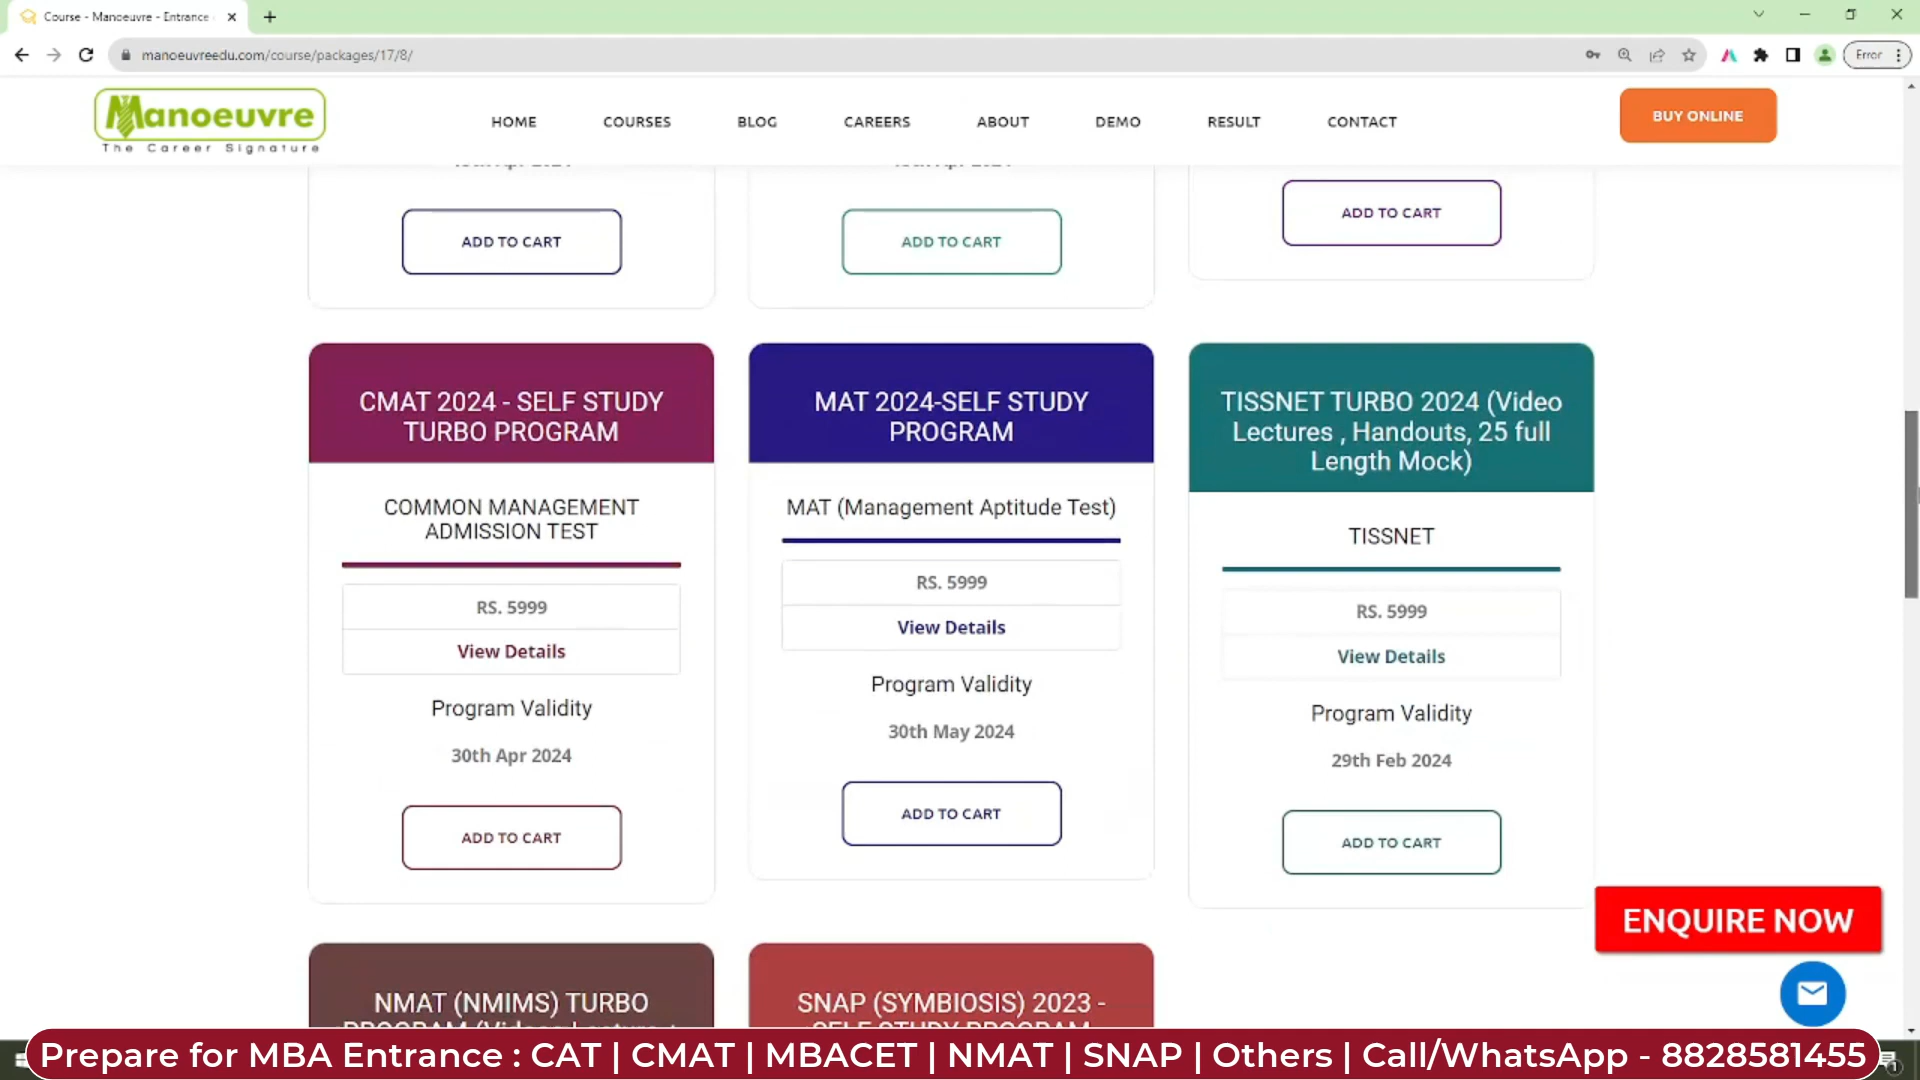 Course - Manoeuvre - Entrance
manoeuvreedu.com/course/packages/17/8/
Error
Manoeuvre
The Career Signature
HOME
COURSES
BLOG
CAREERS
ABOUT
DEMO
RESULT
CONTACT
BUY ONLINE
ADD TO CART
ADD TO CART
ADD TO CART
CMAT 2024 - SELF STUDY
TURBO PROGRAM
COMMON MANAGEMENT
ADMISSION TEST
RS. 5999
View Details
Program Validity
30th Apr 2024
ADD TO CART
MAT 2024-SELF STUDY
PROGRAM
MAT (Management Aptitude Test)
RS. 5999
View Details
Program Validity
30th May 2024
ADD TO CART
TISSNET TURBO 2024 (Video
Lectures , Handouts, 25 full
Length Mock)
TISSNET
RS. 5999
View Details
Program Validity
29th Feb 2024
ADD TO CART
ENQUIRE NOW
NMAT (NMIMS) TURBO
SNAP (SYMBIOSIS) 2023 -
SELF STUDY PROGRAM
Prepare for MBA Entrance : CAT | CMAT | MBACET | NMAT | SNAP | Others | Call/WhatsApp - 8828581455